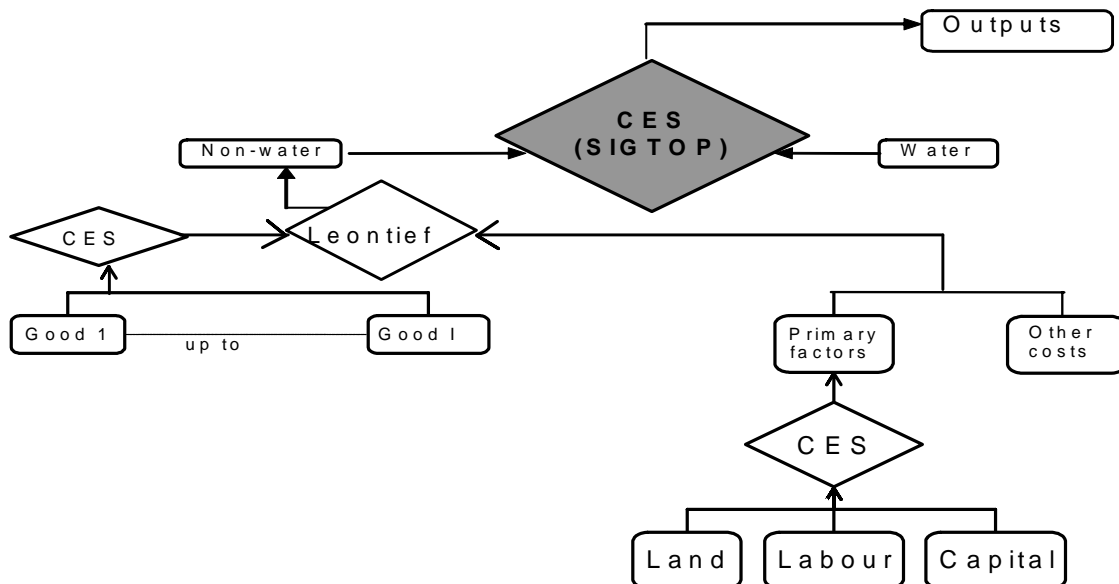 Outputs
CES
(SIGTOP)
Non-water
Water
CES
Leontief
Good 1
up to
Good I
Primary
factors
Other
costs
CES
Land
Labour
Capital